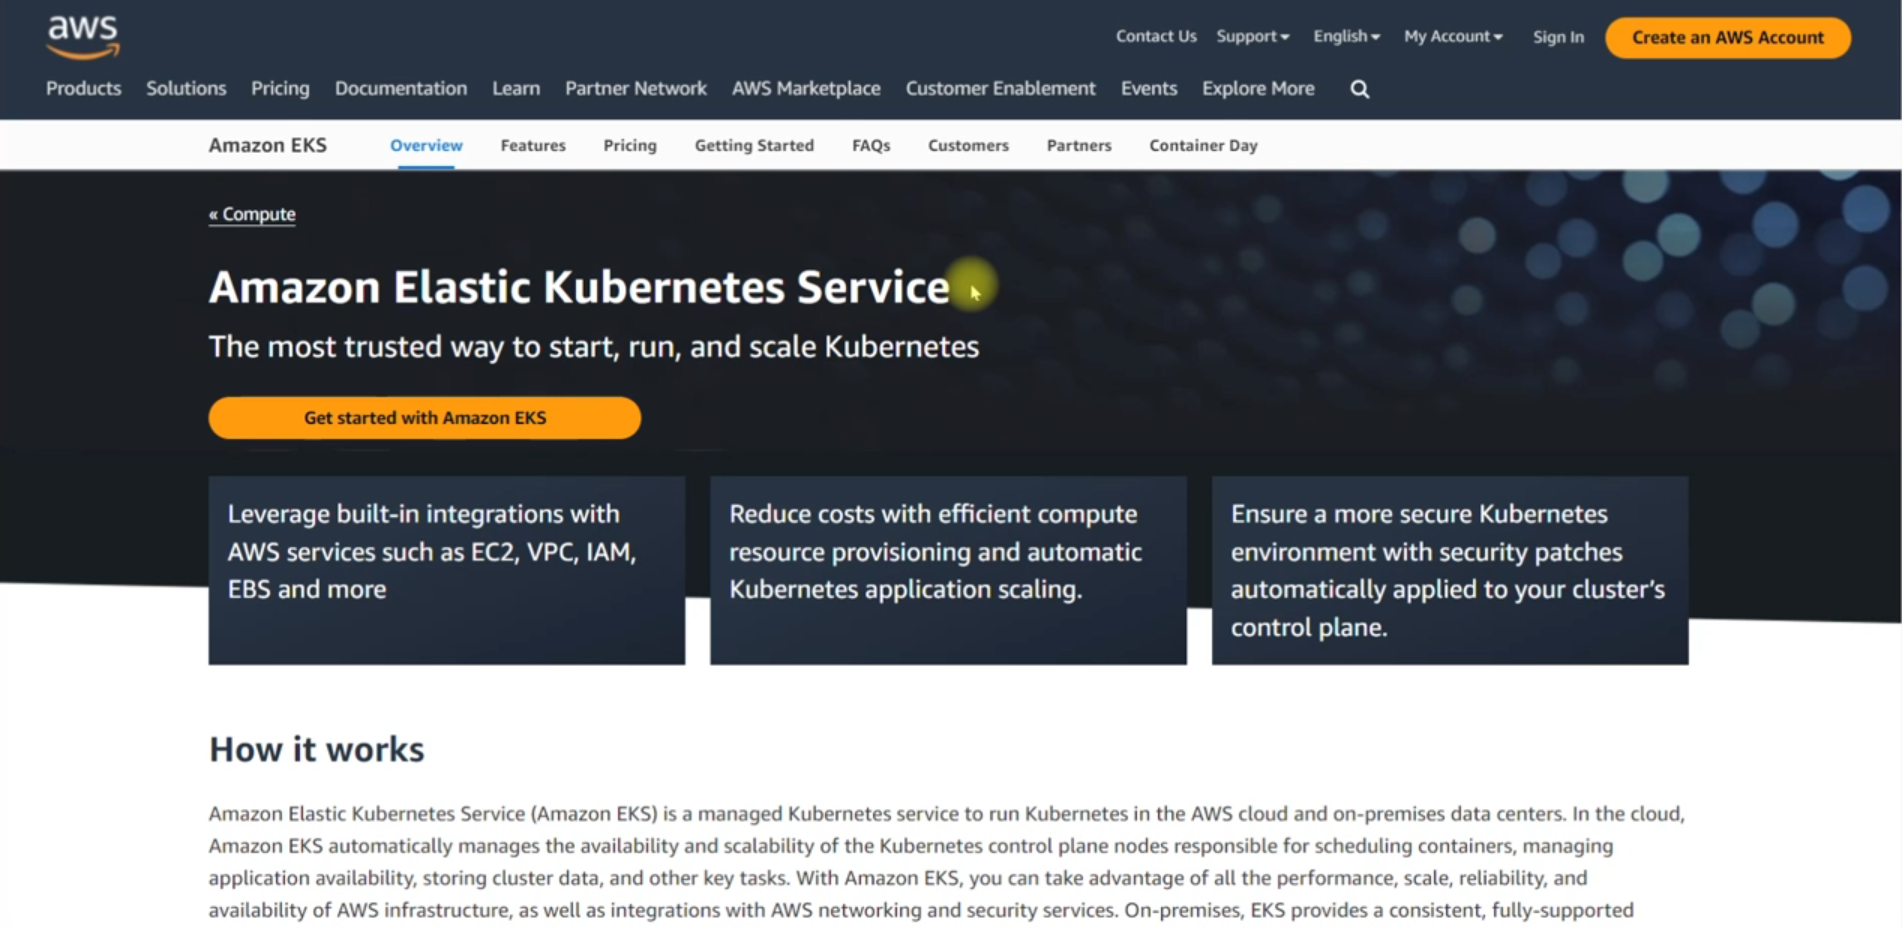 aws
Contact Us Support English My Account Sign In Create an AWS Account
Products Solutions Pricing Documentation Learn Partner Network AWS Marketplace Customer Enablement Events Explore More
Amazon EKS Overview Features Pricing Getting Started FAQs Customers Partners Container Day
« Compute
Amazon Elastic Kubernetes Service
The most trusted way to start, run, and scale Kubernetes
Get started with Amazon EKS
Leverage built-in integrations with
AWS services such as EC2, VPC, IAM,
EBS and more
Reduce costs with efficient compute
resource provisioning and automatic
Kubernetes application scaling.
Ensure a more secure Kubernetes
environment with security patches
automatically applied to your cluster's
control plane.
How it works
Amazon Elastic Kubernetes Service (Amazon EKS) is a managed Kubernetes service to run Kubernetes in the AWS cloud and on-premises data centers. In the cloud,
Amazon EKS automatically manages the availability and scalability of the Kubernetes control plane nodes responsible for scheduling containers, managing
application availability, storing cluster data, and other key tasks. With Amazon EKS, you can take advantage of all the performance, scale, reliability, and
availability of AWS infrastructure, as well as integrations with AWS networking and security services. On-premises, EKS provides a consistent, fully-supported